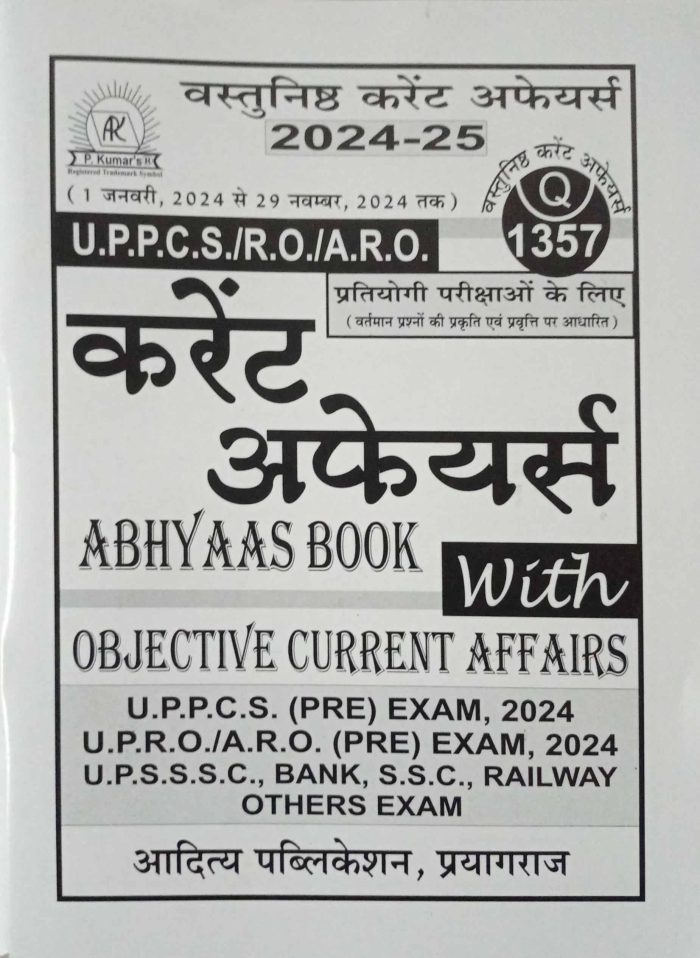 वस्तुनिष्ठ करेंट अफेयर्स
2024-25
P. Kumar's
Registered Trademark Symbol
( 1 जनवरी, 2024 से 29 नवम्बर, 2024 तक )
वस्तुनिष्ठ करेंट अफेयर्स
Q
1357
U.P.P.C.S./R.O./A.R.O.
प्रतियोगी परीक्षाओं के लिए
( वर्तमान प्रश्नों की प्रकृति एवं प्रवृत्ति पर आधारित )
करेंट
अफेयर्स
ABHYAAS BOOK
With
OBJECTIVE CURRENT AFFAIRS
U.P.P.C.S. (PRE) EXAM, 2024
U.P.R.O./A.R.O. (PRE) EXAM, 2024
U.P.S.S.S.C., BANK, S.S.C., RAILWAY
OTHERS EXAM
आदित्य पब्लिकेशन, प्रयागराज